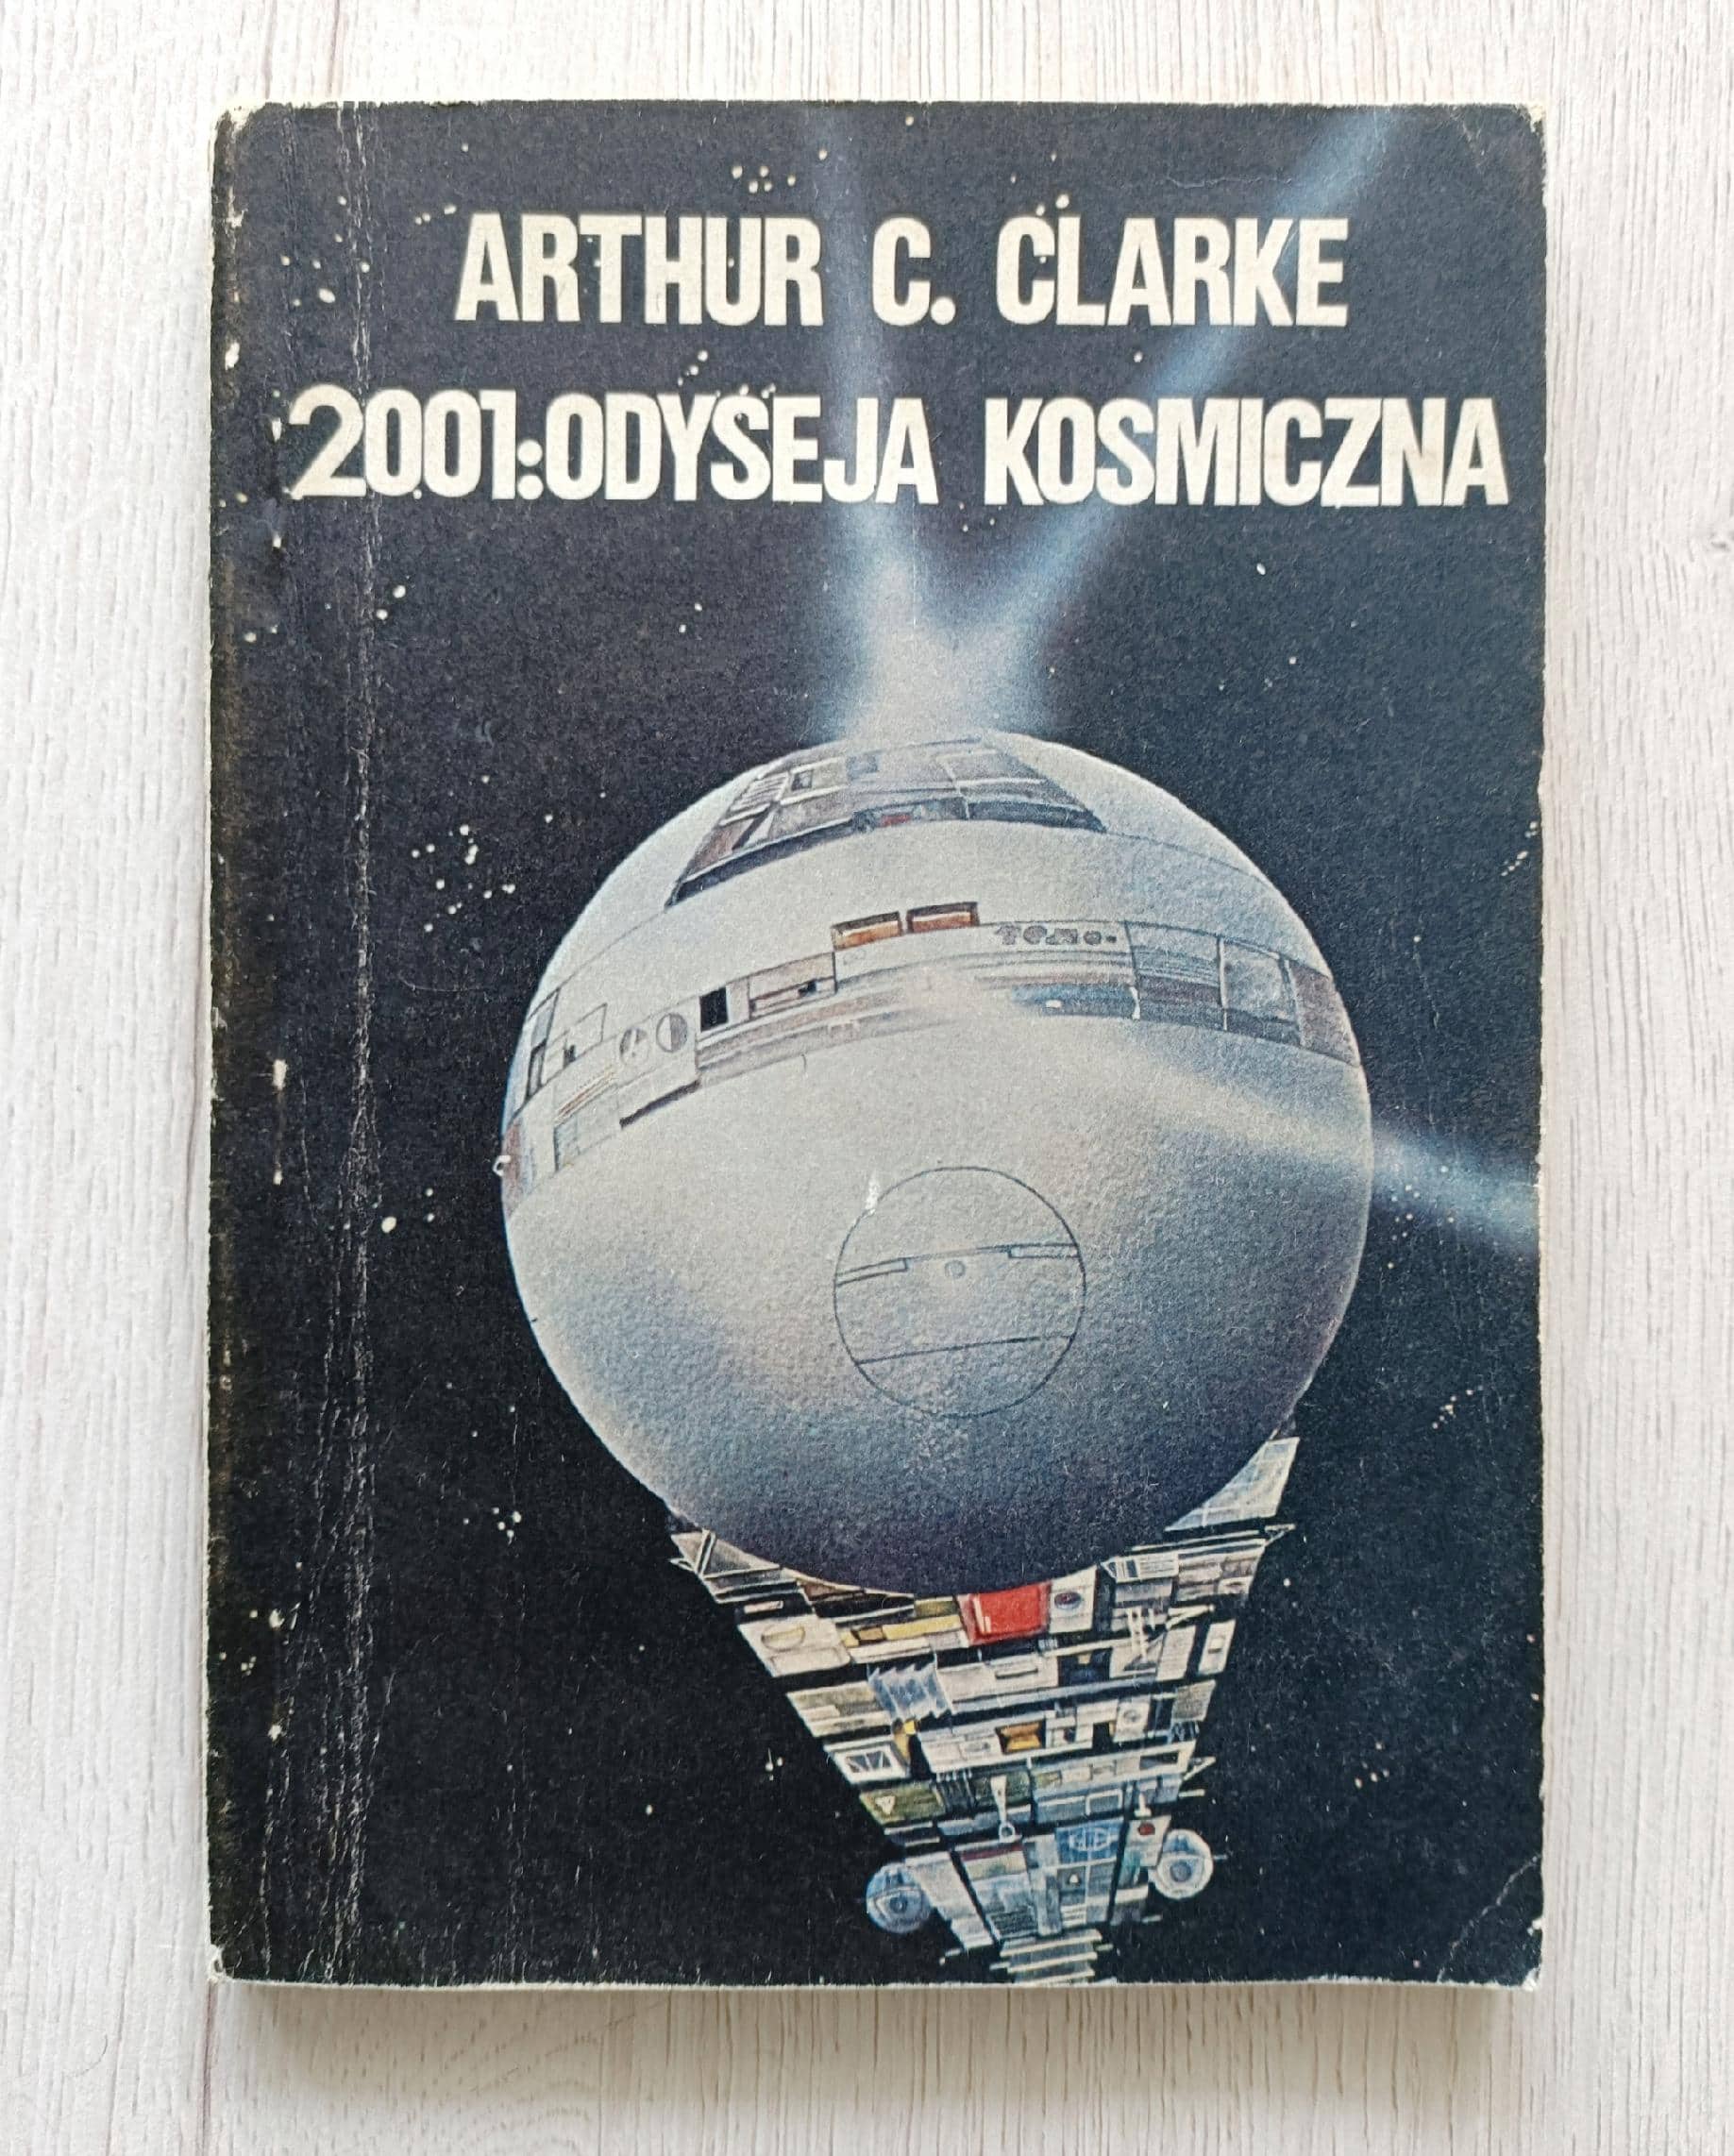 ARTHUR C. CLARKE
2001:ODYSEJA KOSMICZNA